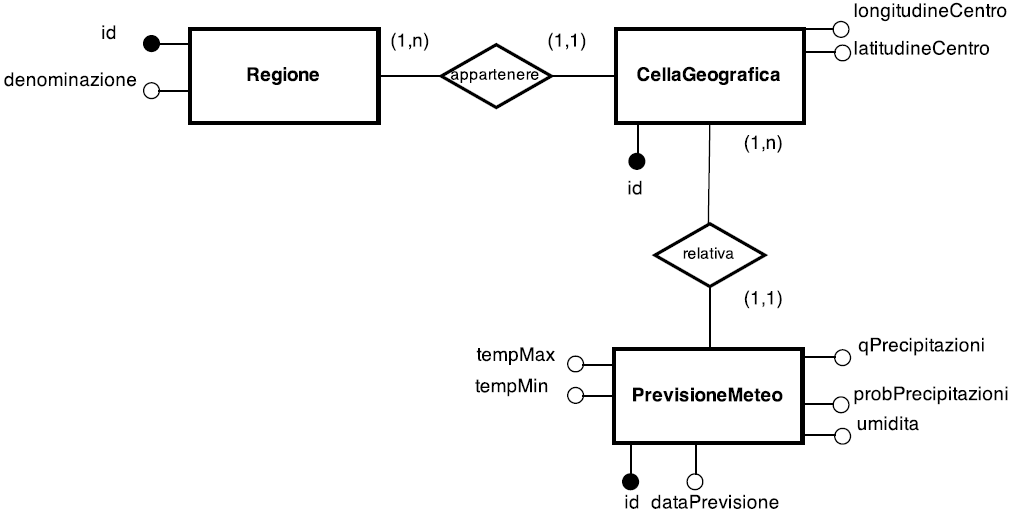 longitudineCentro
id
(1,n)
(1,1)
latitudineCentro
denominazione
Regione
appartenere
CellaGeografica
(1,n)
id
relativa
(1,1)
tempMax
qPrecipitazioni
tempMin
PrevisioneMeteo
probPrecipitazioni
umidita
id
dataPrevisione